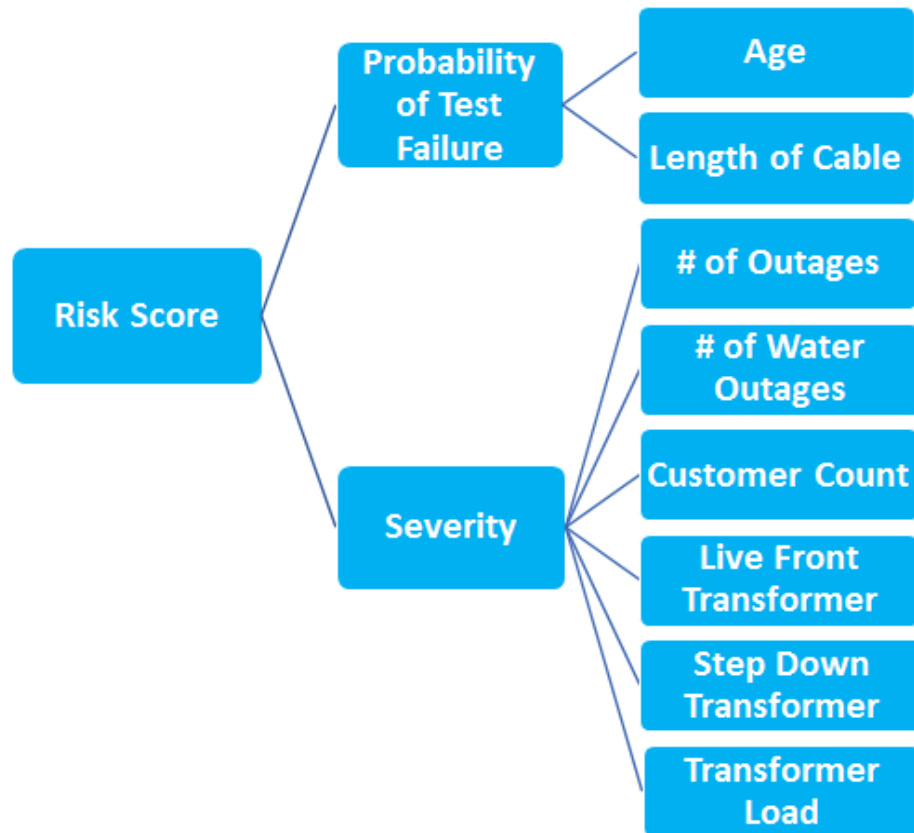 Probability
of Test
Failure
Age
Length of Cable
Risk Score
# of Outages
# of Water
Outages
Customer Count
Severity
Live Front
Transformer
Step Down
Transformer
Transformer
Load